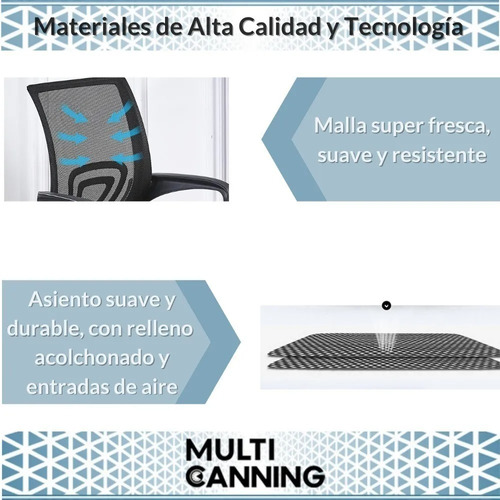 Materiales de Alta Calidad y Tecnología
Malla super fresca,
suave y resistente
Asiento suave y
durable, con relleno
acolchonado y
entradas de aire
MULTI
CANNING